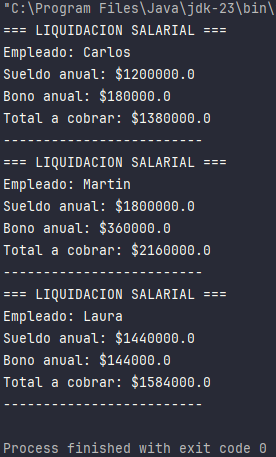 "C:\Program Files\Java\jdk-23\bin\
=== LIQUIDACION SALARIAL ===
Empleado: Carlos
Sueldo anual: $1200000.0
Bono anual: $180000.0
Total a cobrar: $1380000.0
-------------------------
=== LIQUIDACION SALARIAL ===
Empleado: Martin
Sueldo anual: $1800000.0
Bono anual: $360000.0
Total a cobrar: $2160000.0
-------------------------
=== LIQUIDACION SALARIAL ===
Empleado: Laura
Sueldo anual: $1440000.0
Bono anual: $144000.0
Total a cobrar: $1584000.0
-------------------------
Process finished with exit code 0